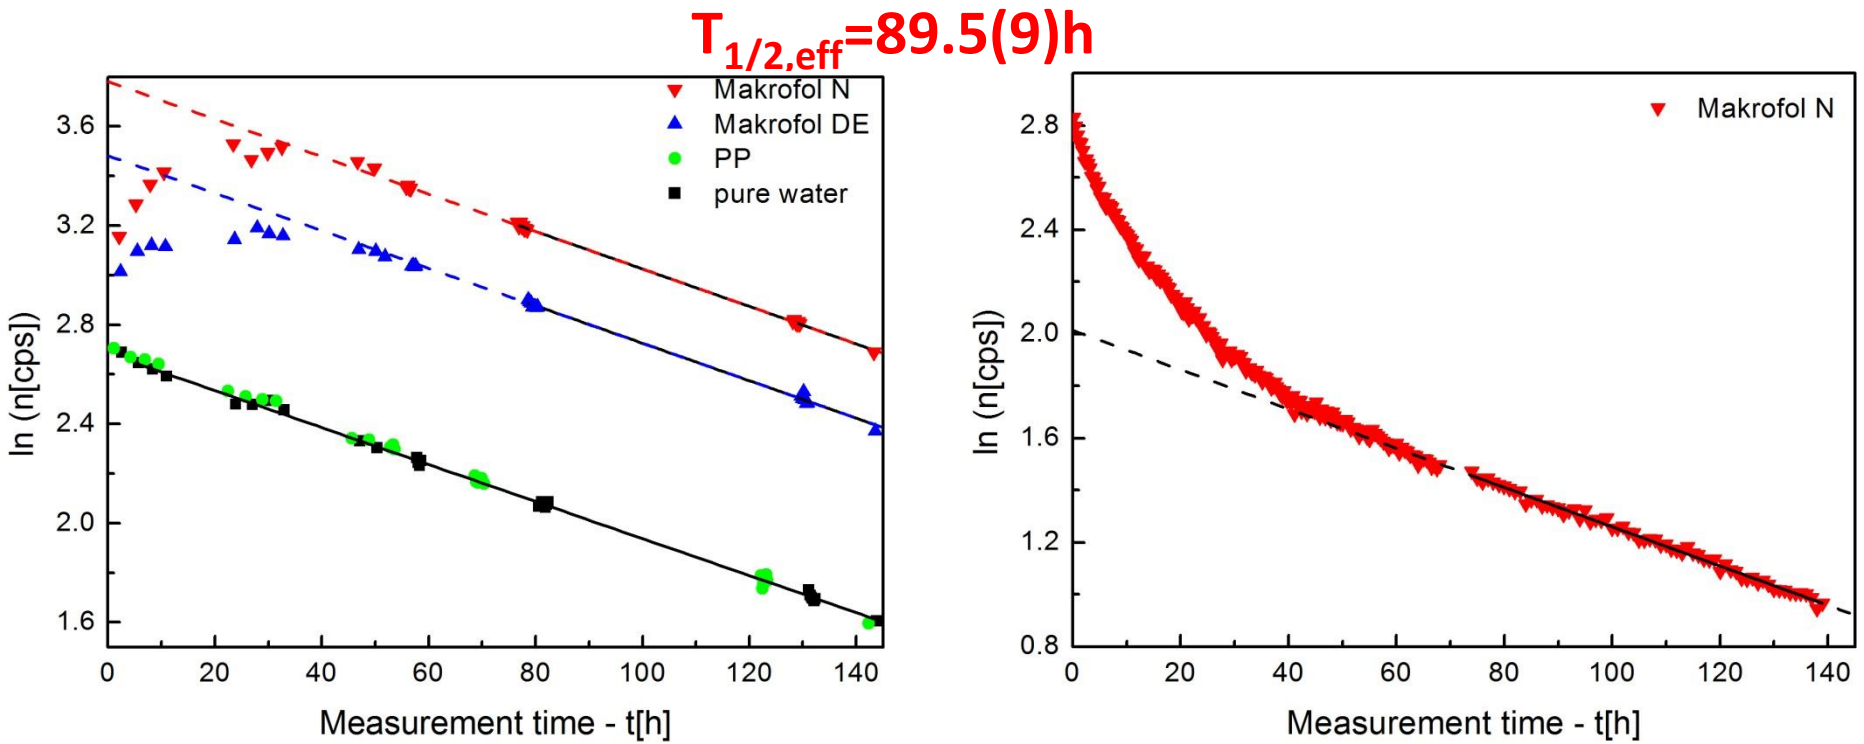 T1/2,eff=89.5(9)h
Makrofol N
Makrofol DE
PP
pure water
3.6
3.2
2.8
2.4
2.0
1.6
ln (n[cps])
0 20 40 60 80 100 120 140
Measurement time - t[h]
Makrofol N
2.8
2.4
2.0
1.6
1.2
0.8
ln (n[cps])
0 20 40 60 80 100 120 140
Measurement time - t[h]